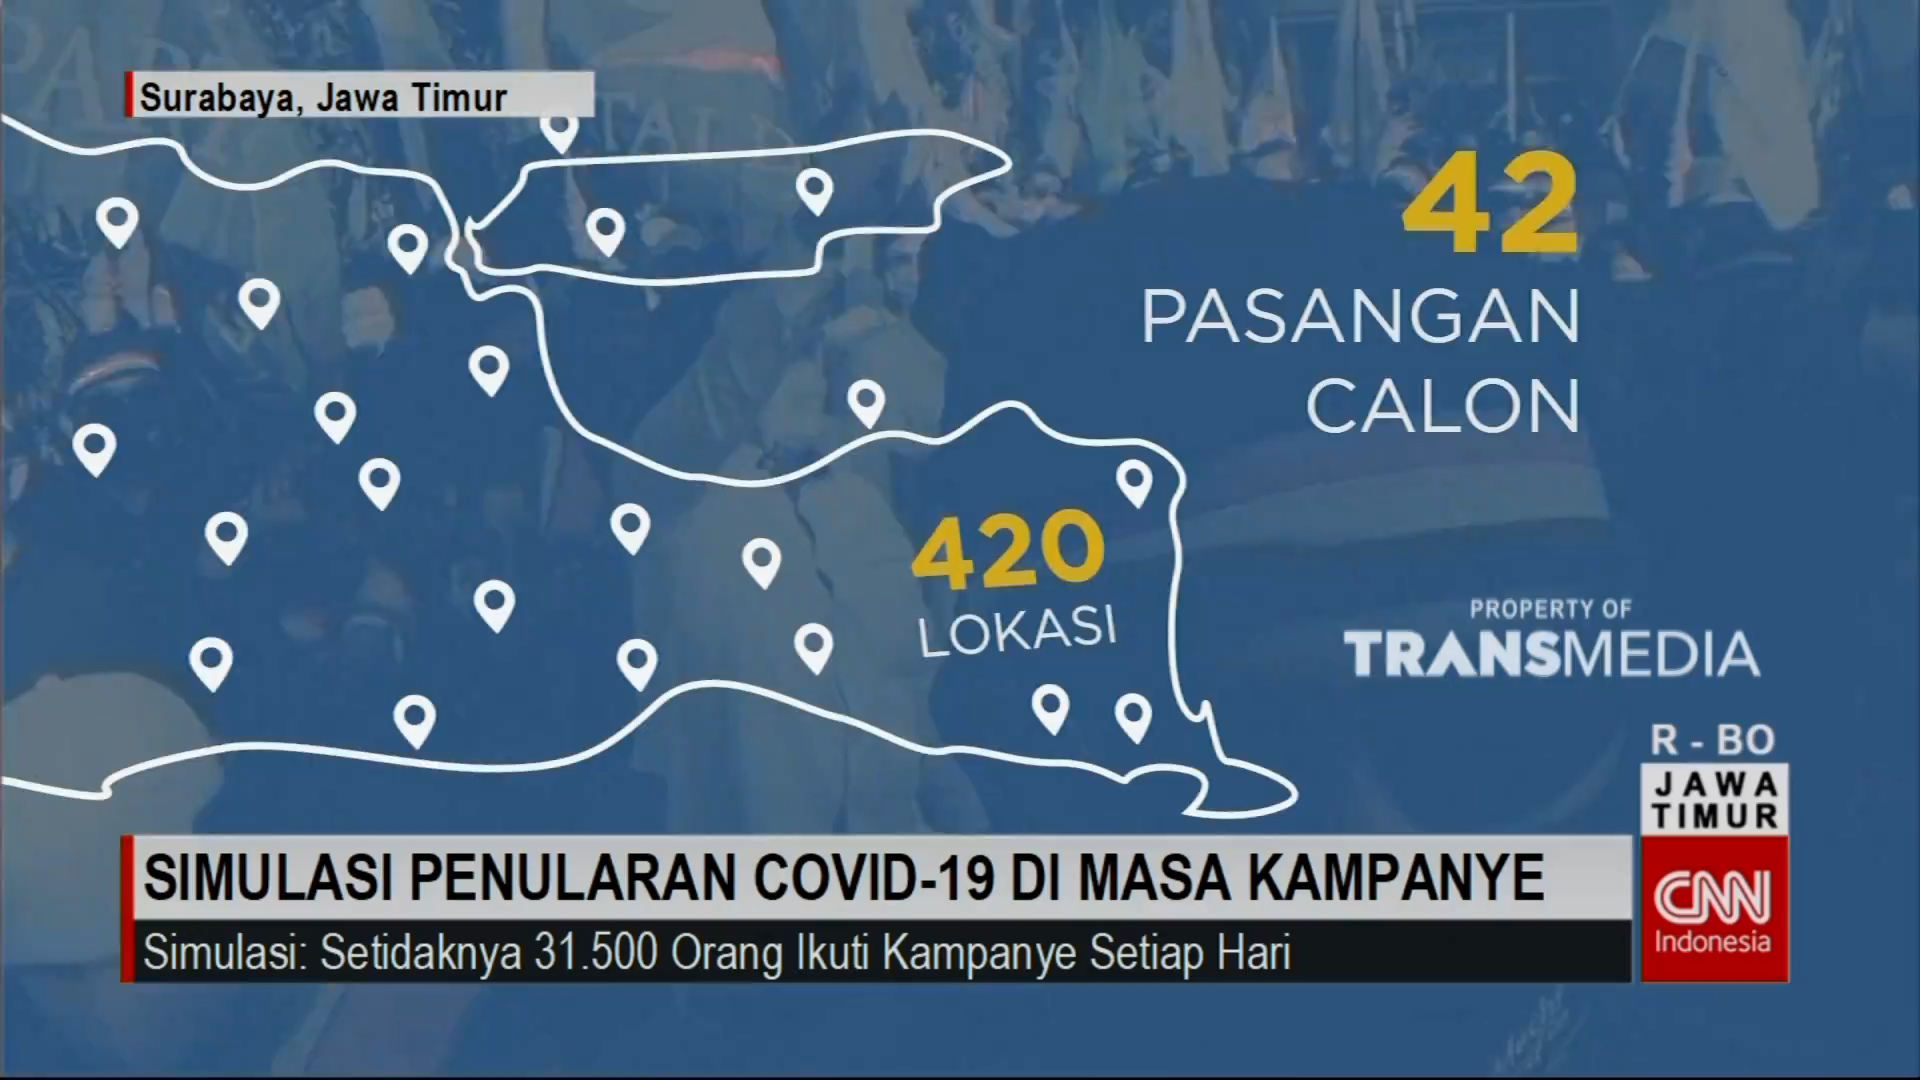 Surabaya, Jawa Timur
42
PASANGAN
CALON
420
LOKASI
PROPERTY OF
TRANSMEDIA
R - BO
JAWA
TIMUR
SIMULASI PENULARAN COVID-19 DI MASA KAMPANYE
Simulasi: Setidaknya 31.500 Orang Ikuti Kampanye Setiap Hari
CNN
Indonesia